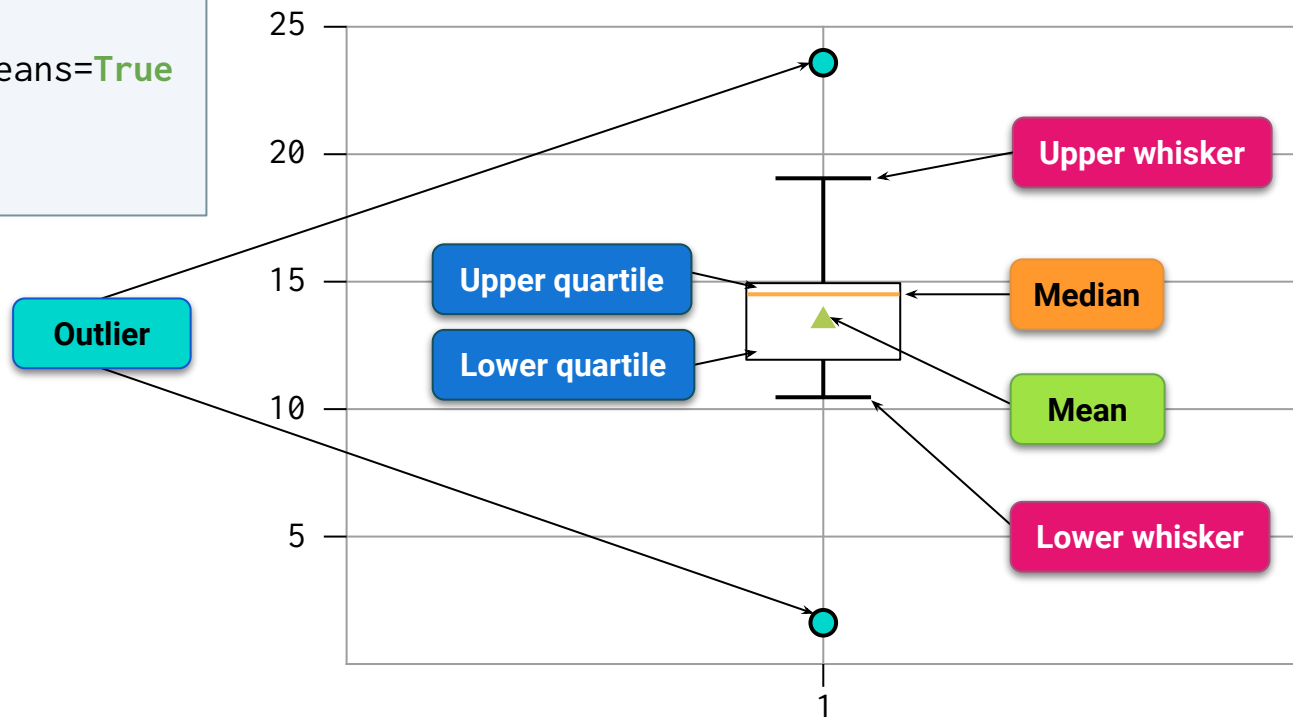 eans=True
25
20
15
10
5
1
Outlier
Upper quartile
Lower quartile
Upper whisker
Median
Mean
Lower whisker